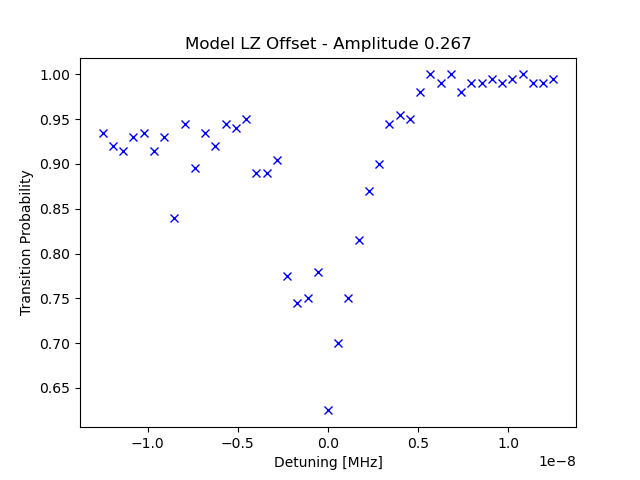 Model LZ Offset - Amplitude 0.267
Transition Probability
1.00
0.95
0.90
0.85
0.80
0.75
0.70
0.65
−1.0 −0.5 0.0 0.5 1.0
1e−8
Detuning [MHz]